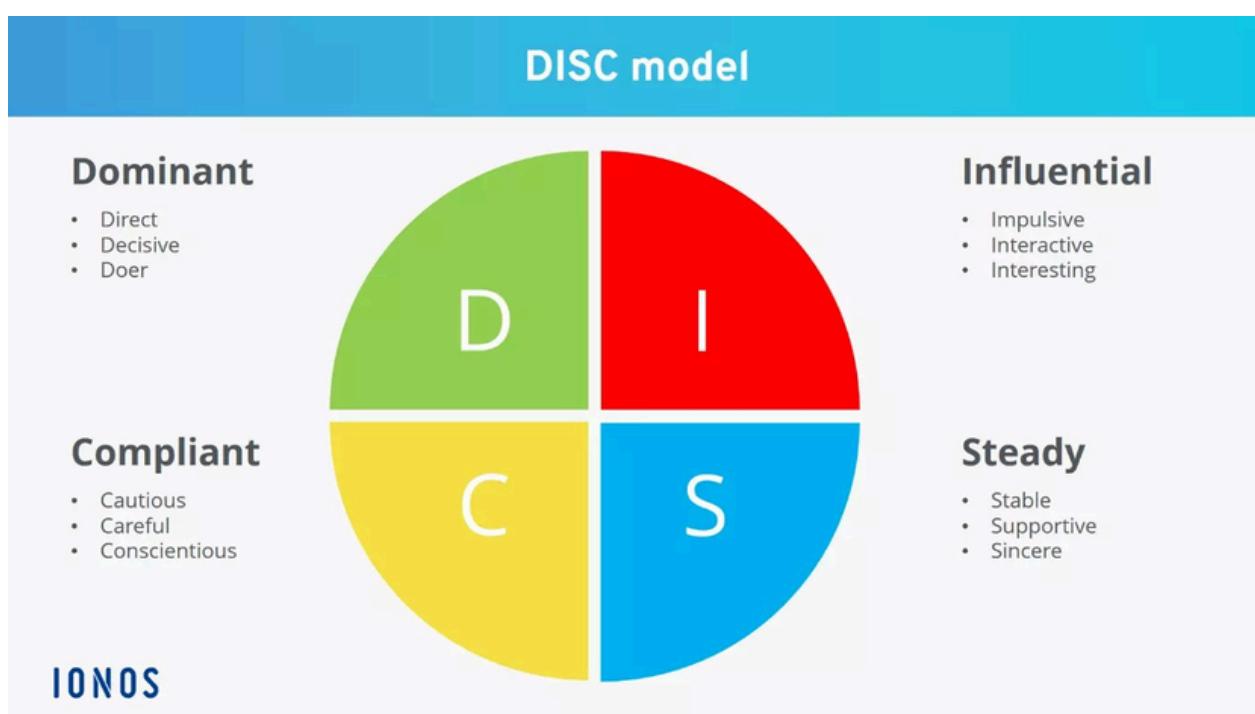 DISC model
Dominant
• Direct
• Decisive
• Doer
D
I
Influential
• Impulsive
• Interactive
• Interesting
Compliant
• Cautious
• Careful
• Conscientious
C
S
Steady
• Stable
• Supportive
• Sincere
IONOS